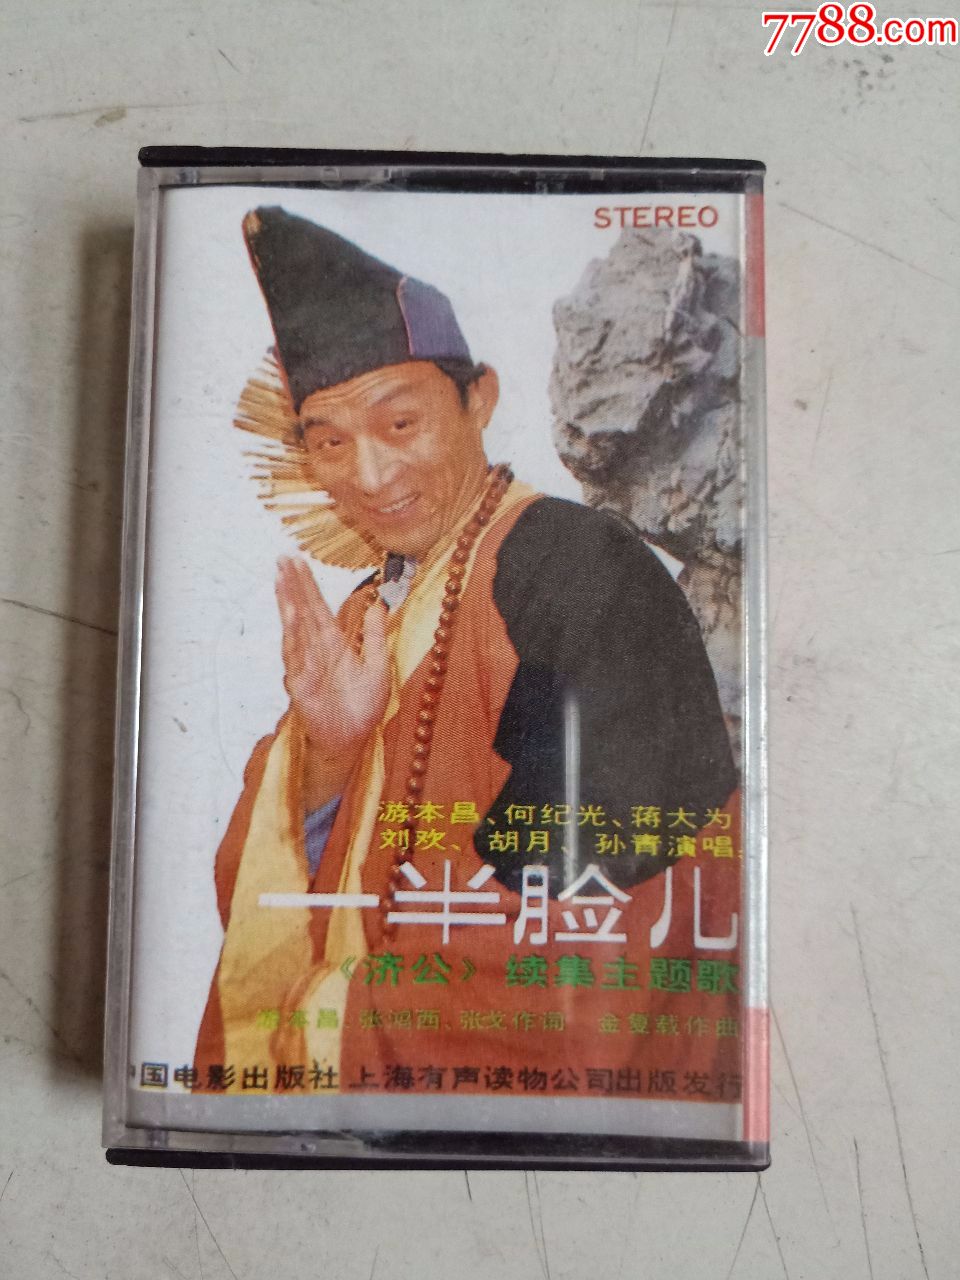 7788.com
STEREO
游本昌、何纪光、蒋大为
刘欢、胡月、孙青演唱
一半脸儿
《济公》续集主题歌
游本昌、张鸿西、张戈作词 金复载作曲
中国电影出版社 上海有声读物公司出版发行